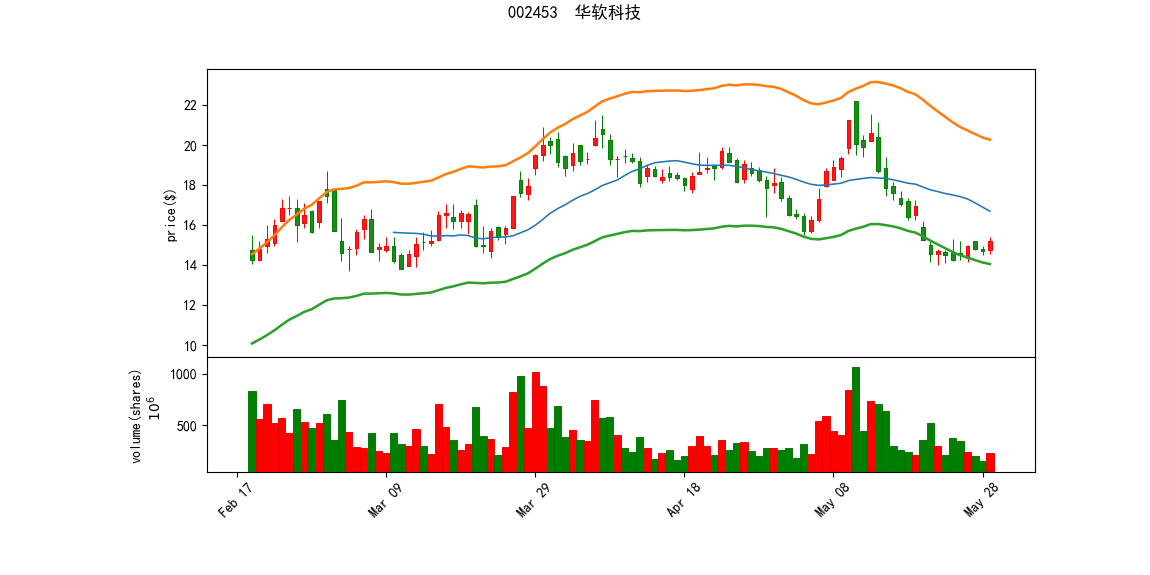 002453 华软科技
price($)
22
20
18
16
14
12
10
volume(shares)
10^6
1000
500
Feb 17
Mar 09
Mar 29
Apr 18
May 08
May 28